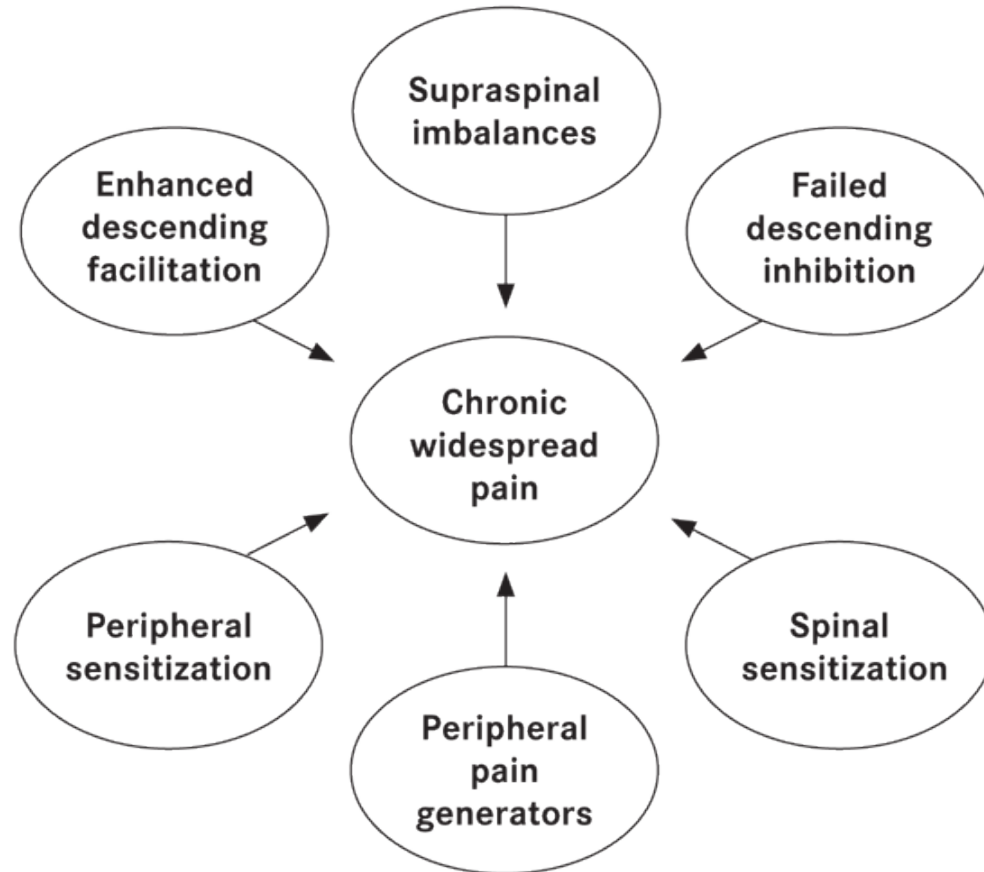 Supraspinal
imbalances
Enhanced
descending
facilitation
Failed
descending
inhibition
Chronic
widespread
pain
Peripheral
sensitization
Spinal
sensitization
Peripheral
pain
generators